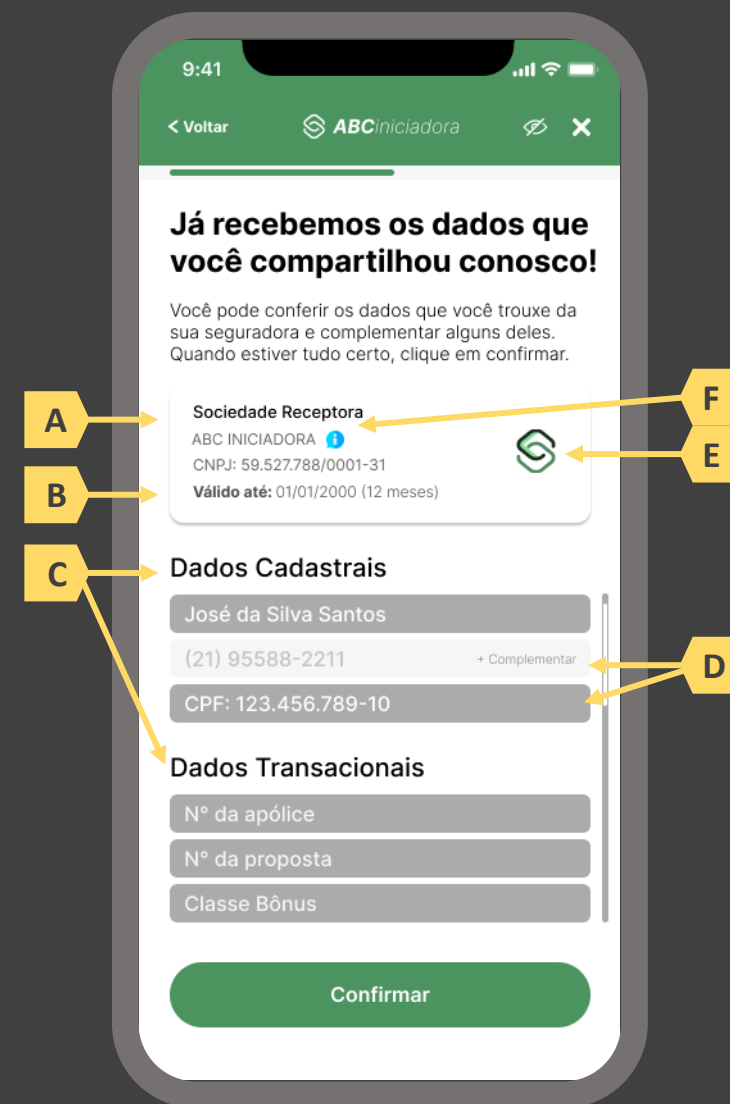 9:41
< Voltar
ABCiniciadora
Já recebemos os dados que
você compartilhou conosco!
Você pode conferir os dados que você trouxe da
sua seguradora e complementar alguns deles.
Quando estiver tudo certo, clique em confirmar.
A
F
Sociedade Receptora
ABC INICIADORA
E
CNPJ: 59.527.788/0001-31
B
Válido até: 01/01/2000 (12 meses)
C
Dados Cadastrais
José da Silva Santos
(21) 95588-2211
+ Complementar
D
CPF: 123.456.789-10
Dados Transacionais
N° da apólice
N° da proposta
Classe Bônus
Confirmar